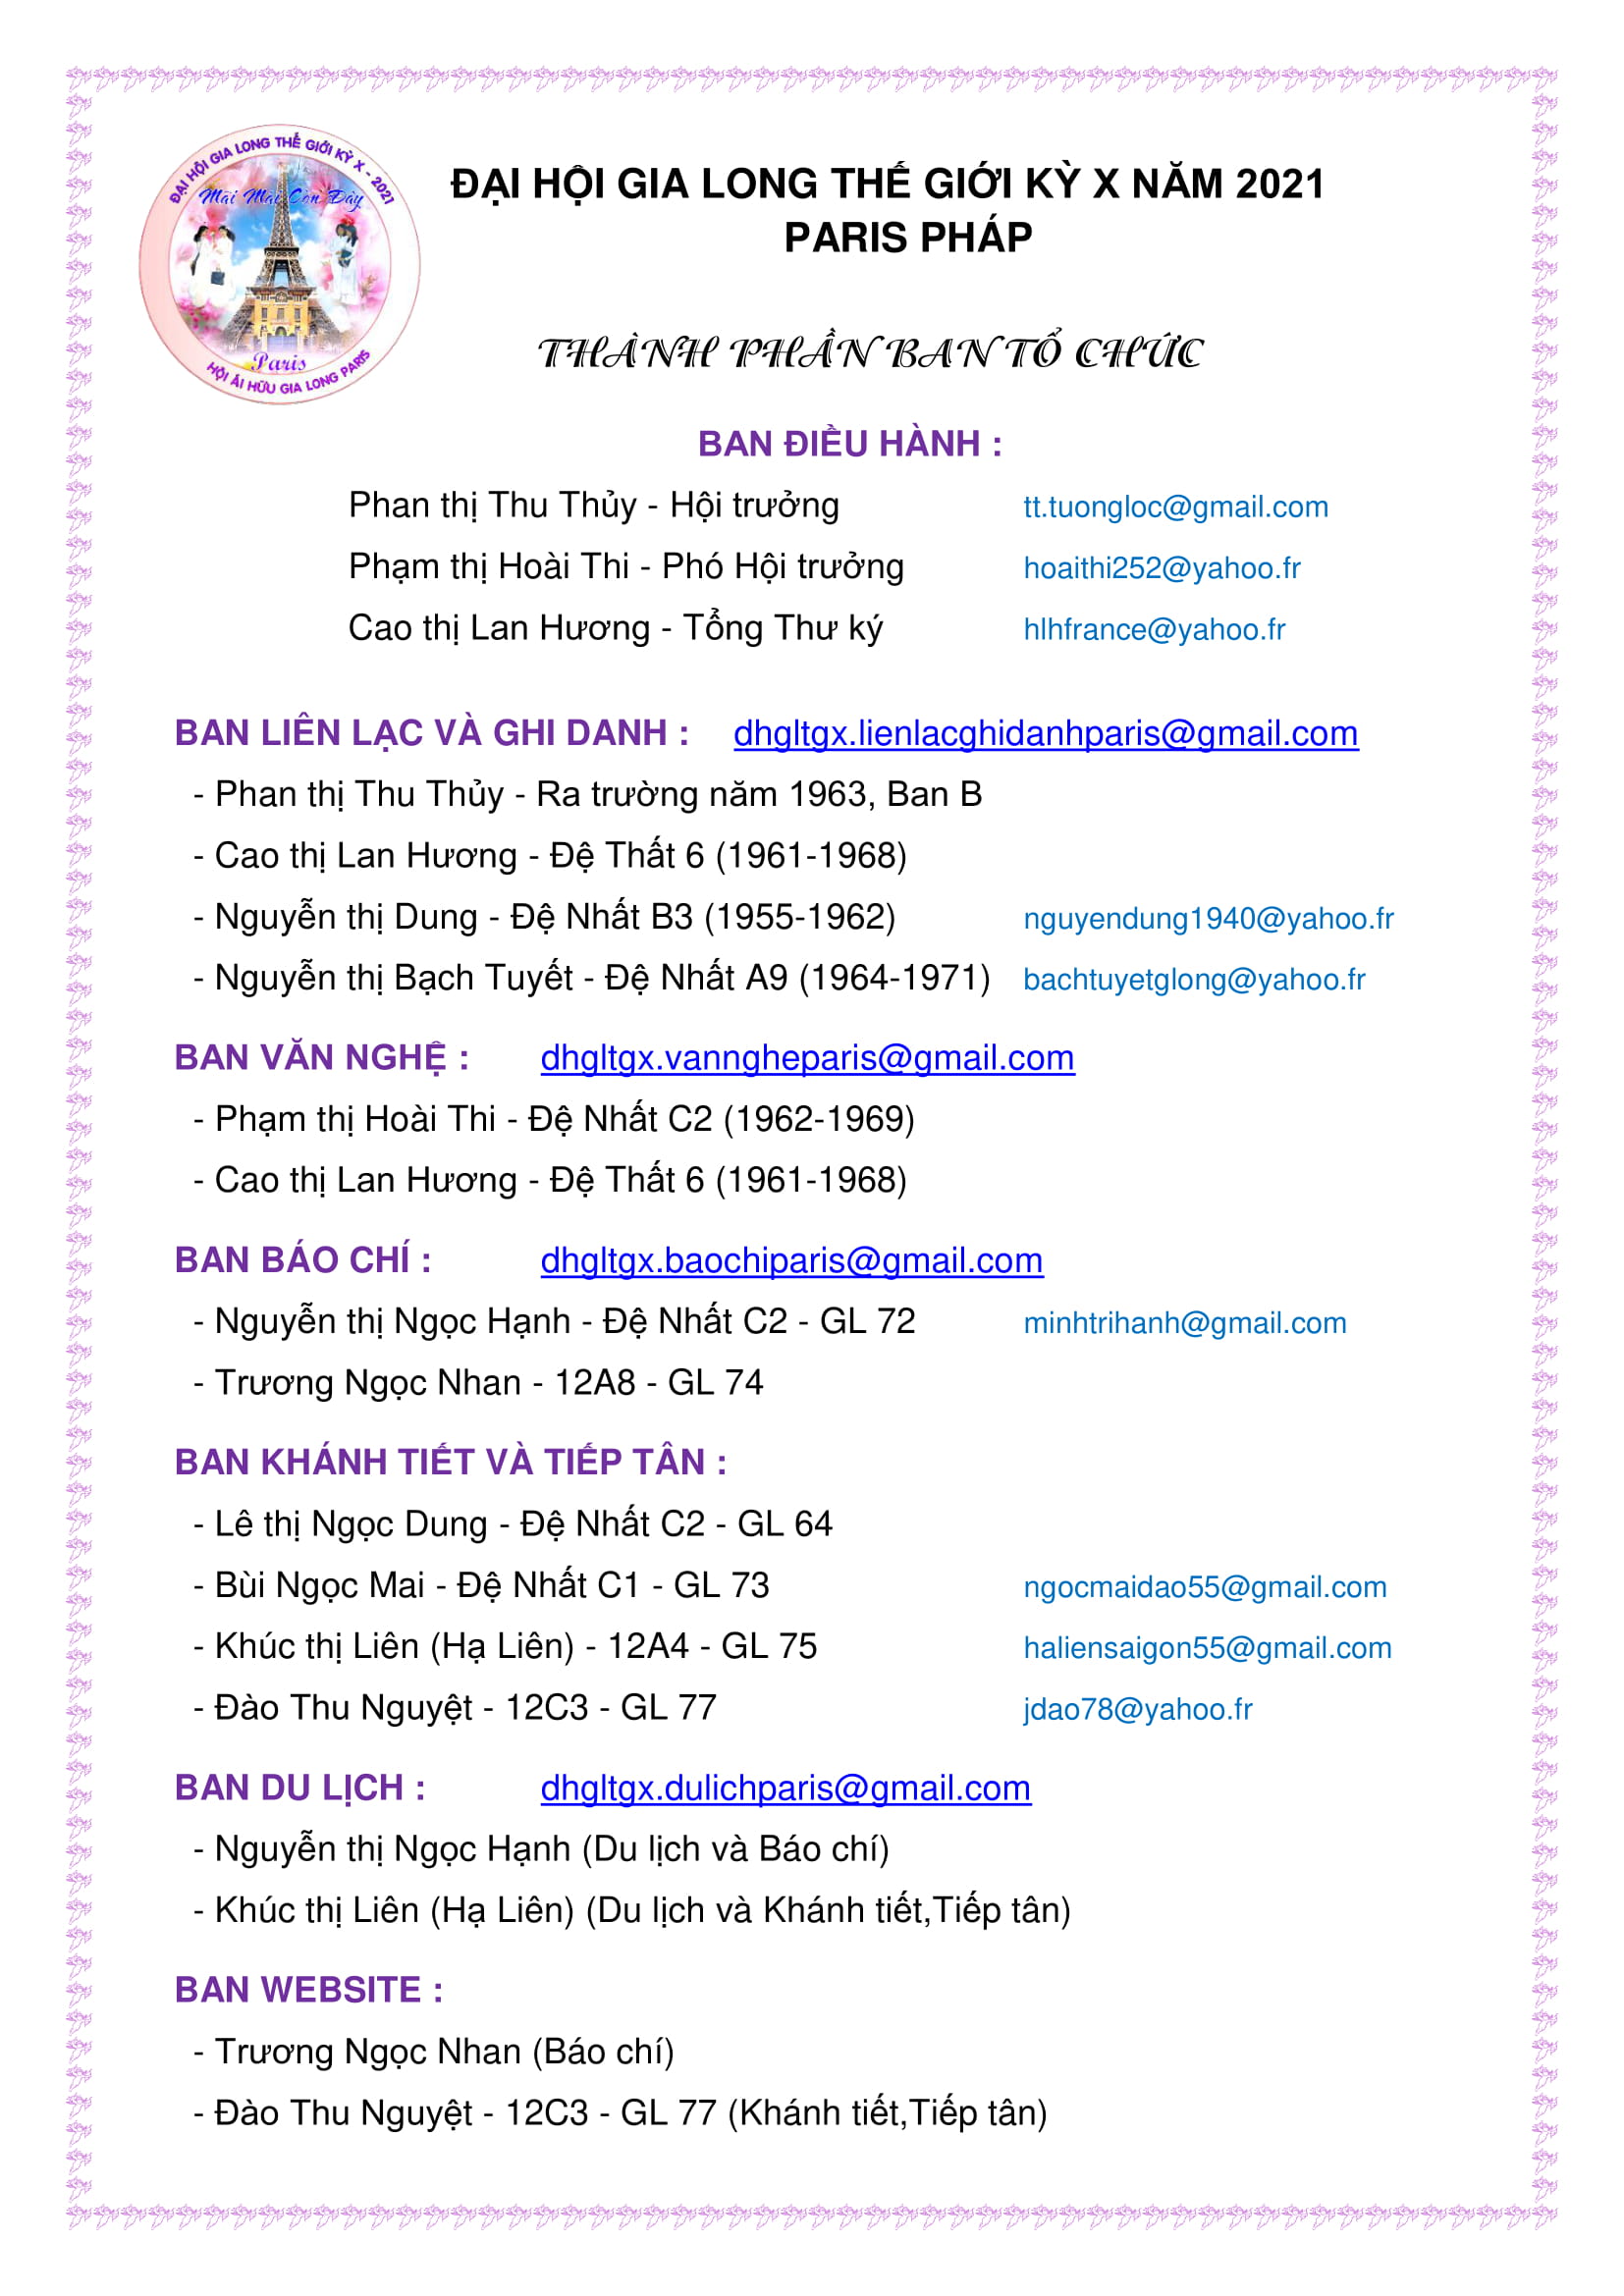 ĐẠI HỘI GIA LONG THẾ GIỚI KỲ X - 2021
Mãi Mãi Còn Đây
Paris
HỘI ÁI HỮU GIA LONG PARIS
ĐẠI HỘI GIA LONG THẾ GIỚI KỲ X NĂM 2021
PARIS PHÁP
THÀNH PHẦN BAN TỔ CHỨC
BAN ĐIỀU HÀNH :
Phan thị Thu Thủy - Hội trưởng tt.tuongloc@gmail.com
Phạm thị Hoài Thi - Phó Hội trưởng hoaithi252@yahoo.fr
Cao thị Lan Hương - Tổng Thư ký hlhfrance@yahoo.fr
BAN LIÊN LẠC VÀ GHI DANH : dhgltgx.lienlacghidanhparis@gmail.com
- Phan thị Thu Thủy - Ra trường năm 1963, Ban B
- Cao thị Lan Hương - Đệ Thất 6 (1961-1968)
- Nguyễn thị Dung - Đệ Nhất B3 (1955-1962) nguyendung1940@yahoo.fr
- Nguyễn thị Bạch Tuyết - Đệ Nhất A9 (1964-1971) bachtuyetglong@yahoo.fr
BAN VĂN NGHỆ : dhgltgx.vanngheparis@gmail.com
- Phạm thị Hoài Thi - Đệ Nhất C2 (1962-1969)
- Cao thị Lan Hương - Đệ Thất 6 (1961-1968)
BAN BÁO CHÍ : dhgltgx.baochiparis@gmail.com
- Nguyễn thị Ngọc Hạnh - Đệ Nhất C2 - GL 72 minhtrihanh@gmail.com
- Trương Ngọc Nhan - 12A8 - GL 74
BAN KHÁNH TIẾT VÀ TIẾP TÂN :
- Lê thị Ngọc Dung - Đệ Nhất C2 - GL 64
- Bùi Ngọc Mai - Đệ Nhất C1 - GL 73 ngocmaidao55@gmail.com
- Khúc thị Liên (Hạ Liên) - 12A4 - GL 75 haliensaigon55@gmail.com
- Đào Thu Nguyệt - 12C3 - GL 77 jdao78@yahoo.fr
BAN DU LỊCH : dhgltgx.dulichparis@gmail.com
- Nguyễn thị Ngọc Hạnh (Du lịch và Báo chí)
- Khúc thị Liên (Hạ Liên) (Du lịch và Khánh tiết,Tiếp tân)
BAN WEBSITE :
- Trương Ngọc Nhan (Báo chí)
- Đào Thu Nguyệt - 12C3 - GL 77 (Khánh tiết,Tiếp tân)